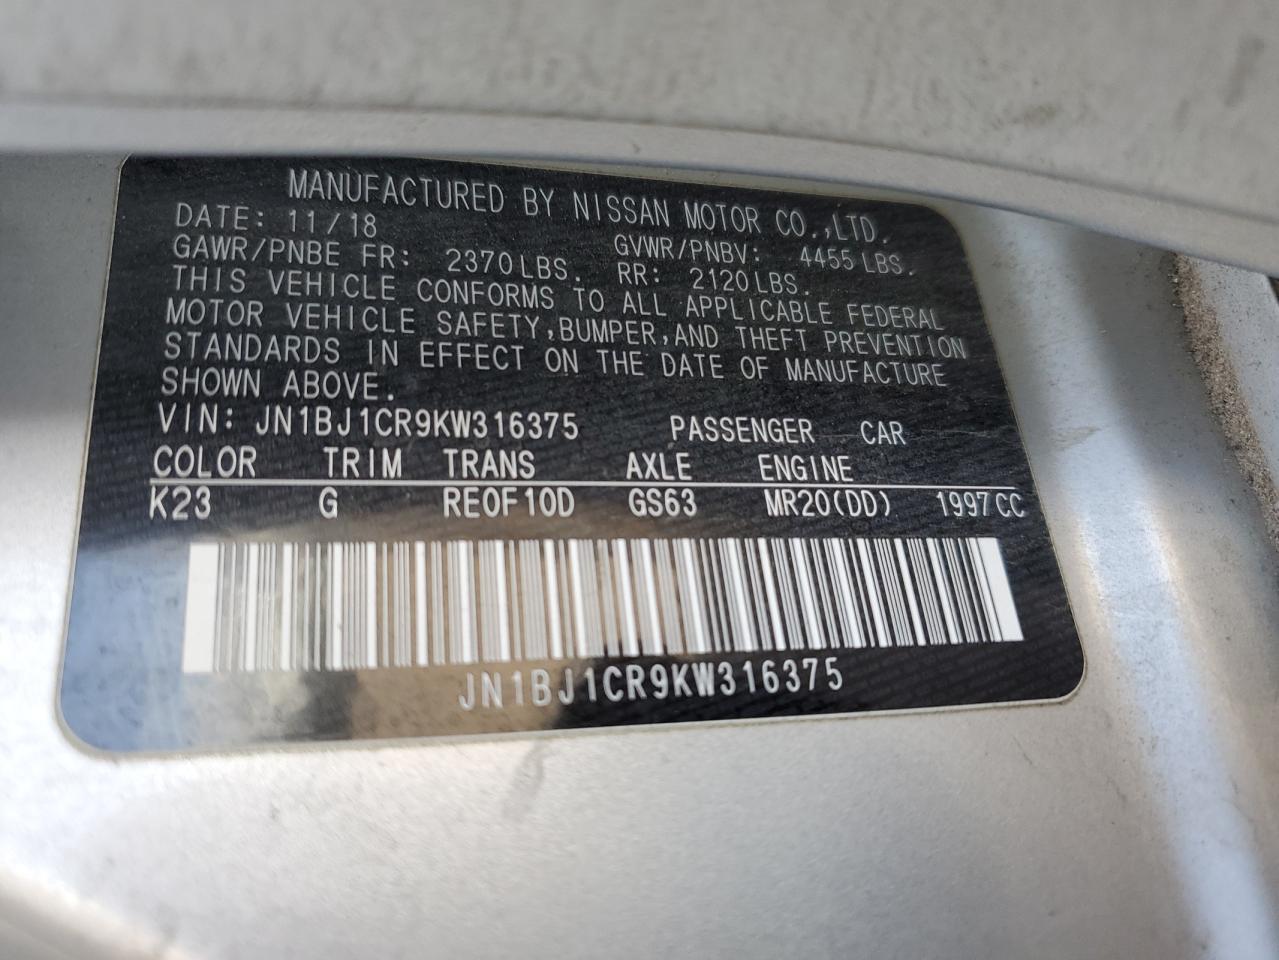 MANUFACTURED BY NISSAN MOTOR CO.,LTD.
DATE: 11/18
GAWR/PNBE FR: 2370LBS. GVWR/PNBV: 4455 LBS.
RR: 2120LBS.
THIS VEHICLE CONFORMS TO ALL APPLICABLE FEDERAL
MOTOR VEHICLE SAFETY,BUMPER,AND THEFT PREVENTION
STANDARDS IN EFFECT ON THE DATE OF MANUFACTURE
SHOWN ABOVE.
VIN: JN1BJ1CR9KW316375 PASSENGER CAR
COLOR TRIM TRANS AXLE ENGINE
K23 G RE0F10D GS63 MR20(DD) 1997CC
JN1BJ1CR9KW316375